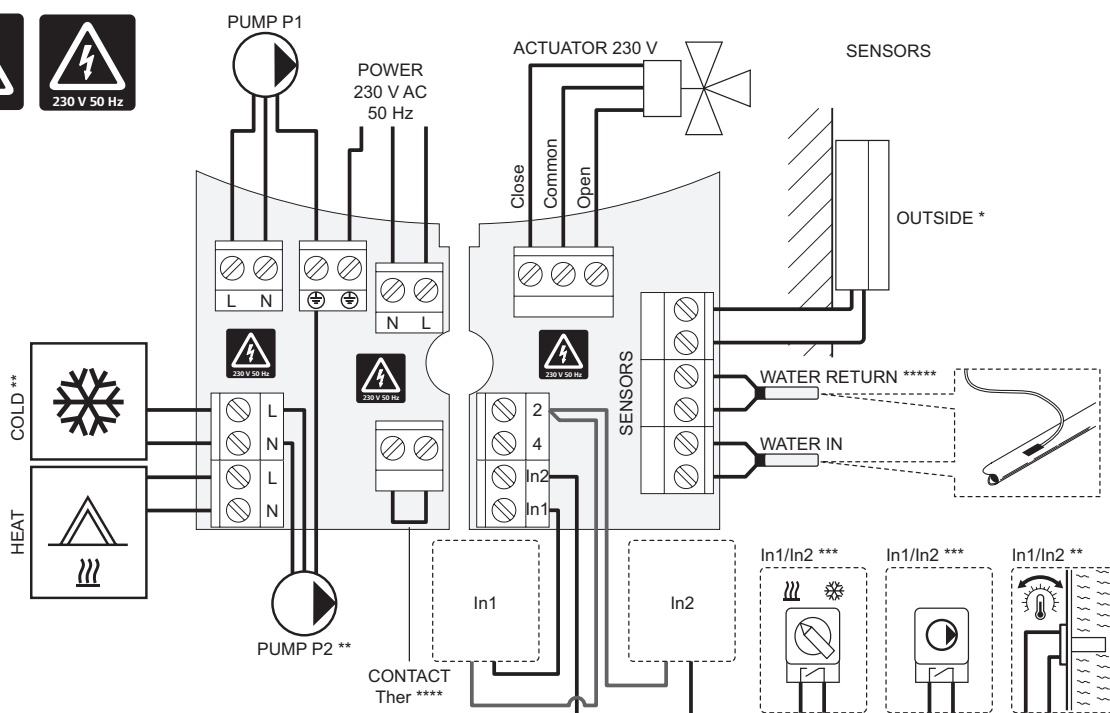 PUMP P1
230 V 50 Hz
POWER
230 V AC
50 Hz
ACTUATOR 230 V
SENSORS
Close
Common
Open
OUTSIDE *
L N
N L
230 V 50 Hz
230 V 50 Hz
230 V 50 Hz
COLD **
HEAT
L
N
L
N
2
4
In2
In1
SENSORS
WATER RETURN *****
WATER IN
PUMP P2 **
CONTACT
Ther ****
In1
In2
In1/In2 ***
In1/In2 ***
In1/In2 **